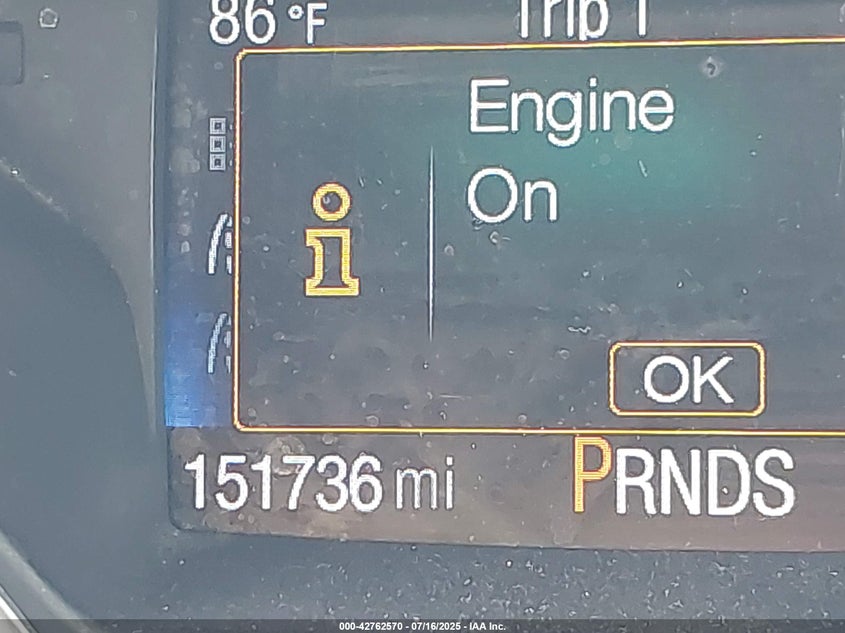 86 °F Trip 1
Engine
On
OK
151736 mi PRNDS
000-42762570 - 07/16/2025 - IAA Inc.